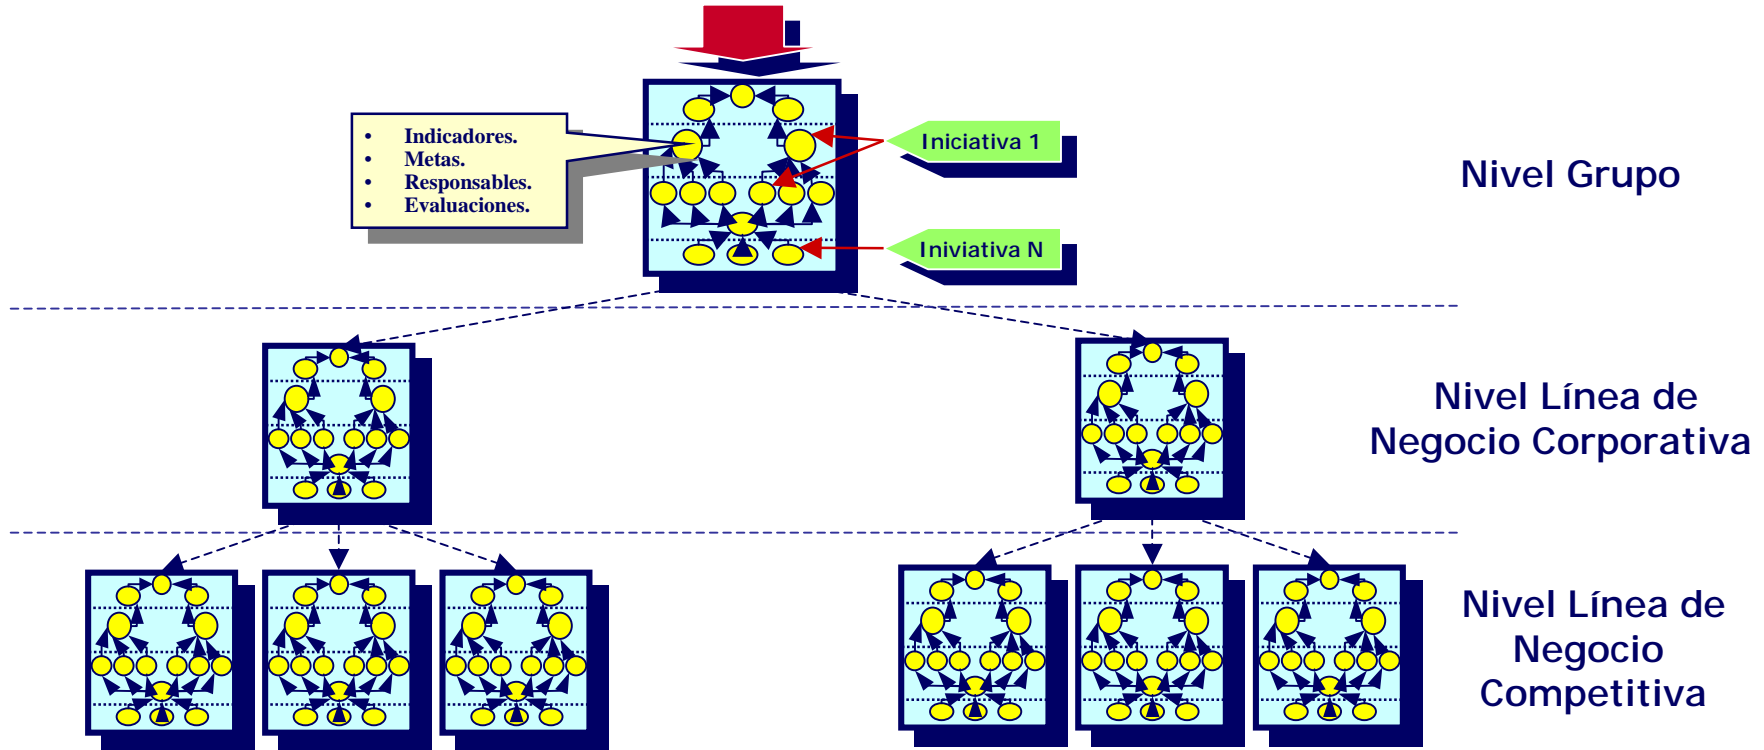 • Indicadores.
• Metas.
• Responsables.
• Evaluaciones.
Iniciativa 1
Iniviativa N
Nivel Grupo
Nivel Línea de
Negocio Corporativa
Nivel Línea de
Negocio
Competitiva